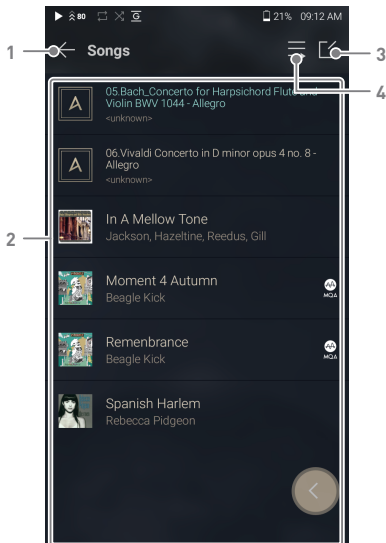 80 G 21% 09:12 AM
1 Songs 3
4
05.Bach_Concerto for Harpsichord Flute and
Violin BWV 1044 - Allegro
<unknown>
06.Vivaldi Concerto in D minor opus 4 no. 8 -
Allegro
<unknown>
2
In A Mellow Tone
Jackson, Hazeltine, Reedus, Gill
Moment 4 Autumn
Beagle Kick
MQA
Remenbrance
Beagle Kick
MQA
Spanish Harlem
Rebecca Pidgeon